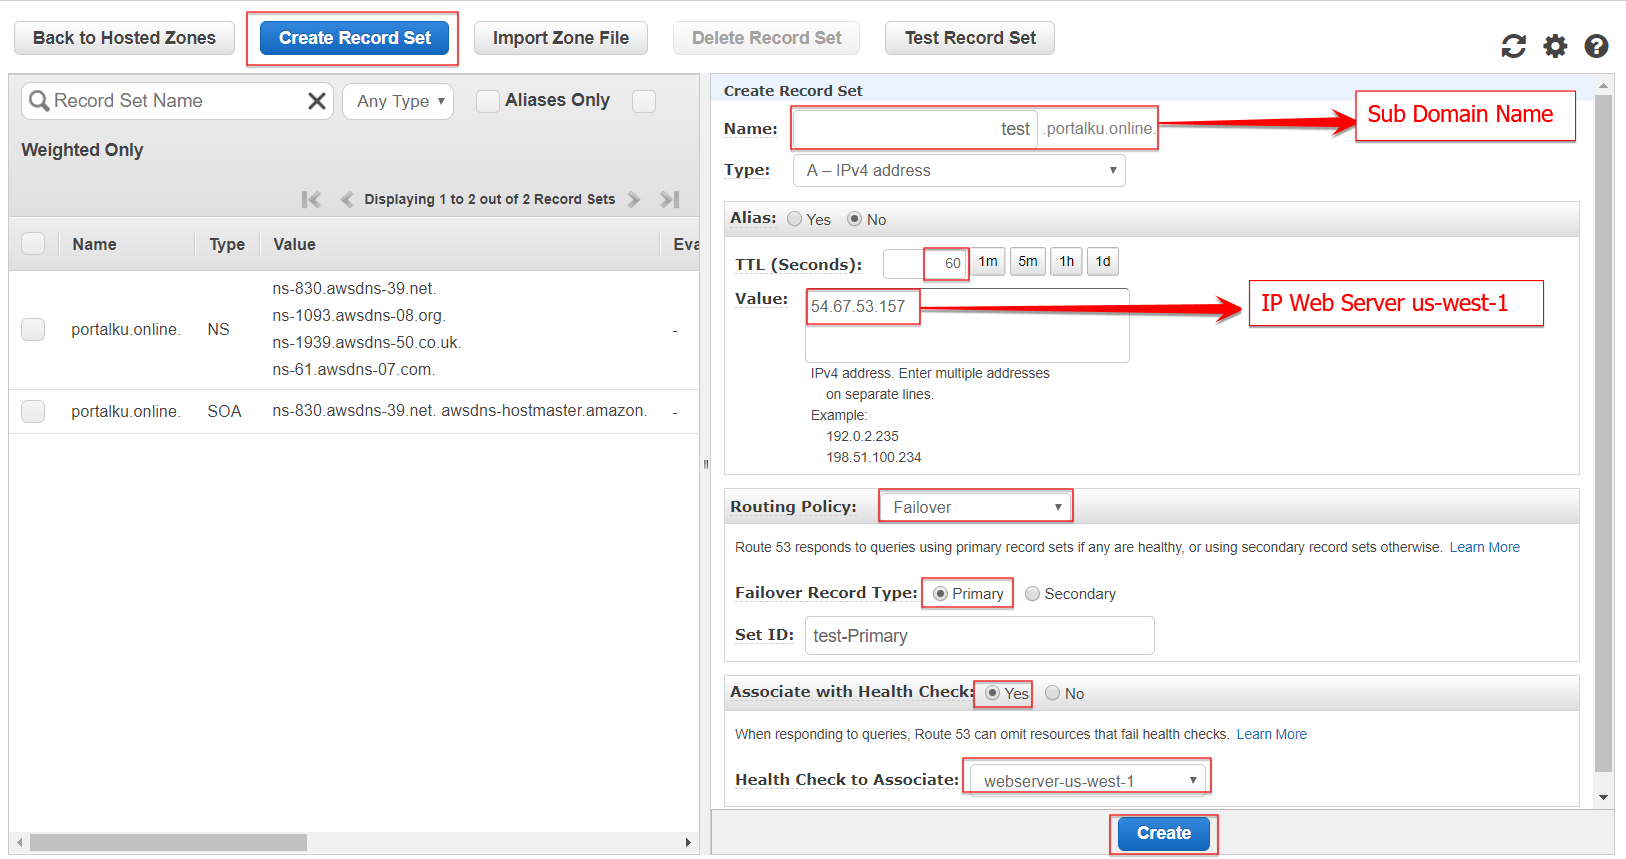 Back to Hosted Zones
Create Record Set
Import Zone File
Delete Record Set
Test Record Set
Record Set Name
Any Type
Aliases Only
Weighted Only
Displaying 1 to 2 out of 2 Record Sets
Name Type Value Eva
portalku.online. NS
ns-830.awsdns-39.net.
ns-1093.awsdns-08.org.
ns-1939.awsdns-50.co.uk.
ns-61.awsdns-07.com.
-
portalku.online. SOA ns-830.awsdns-39.net. awsdns-hostmaster.amazon. -
Create Record Set
Name: test .portalku.online.
Sub Domain Name
Type: A – IPv4 address
Alias: Yes No
TTL (Seconds): 60 1m 5m 1h 1d
Value: 54.67.53.157
IP Web Server us-west-1
IPv4 address. Enter multiple addresses
on separate lines.
Example:
192.0.2.235
198.51.100.234
Routing Policy: Failover
Route 53 responds to queries using primary record sets if any are healthy, or using secondary record sets otherwise. Learn More
Failover Record Type: Primary Secondary
Set ID: test-Primary
Associate with Health Check: Yes No
When responding to queries, Route 53 can omit resources that fail health checks. Learn More
Health Check to Associate: webserver-us-west-1
Create